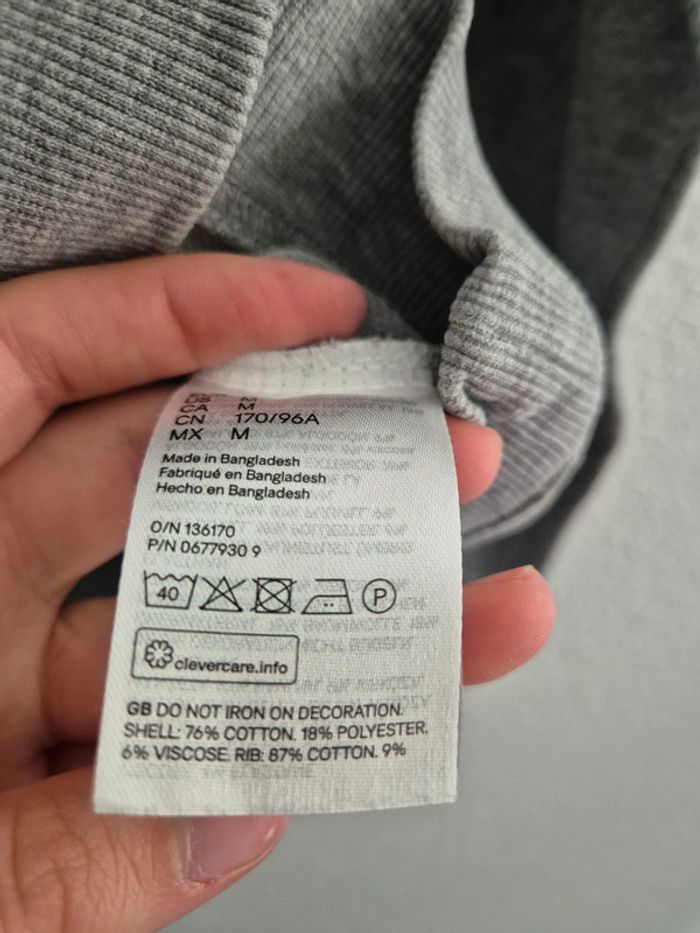 US M
CA M
CN 170/96A
MX M
Made in Bangladesh
Fabriqué en Bangladesh
Hecho en Bangladesh
O/N 136170
P/N 0677930 9
40
P
clevercare.info
GB DO NOT IRON ON DECORATION.
SHELL: 76% COTTON. 18% POLYESTER.
6% VISCOSE. RIB: 87% COTTON. 9%